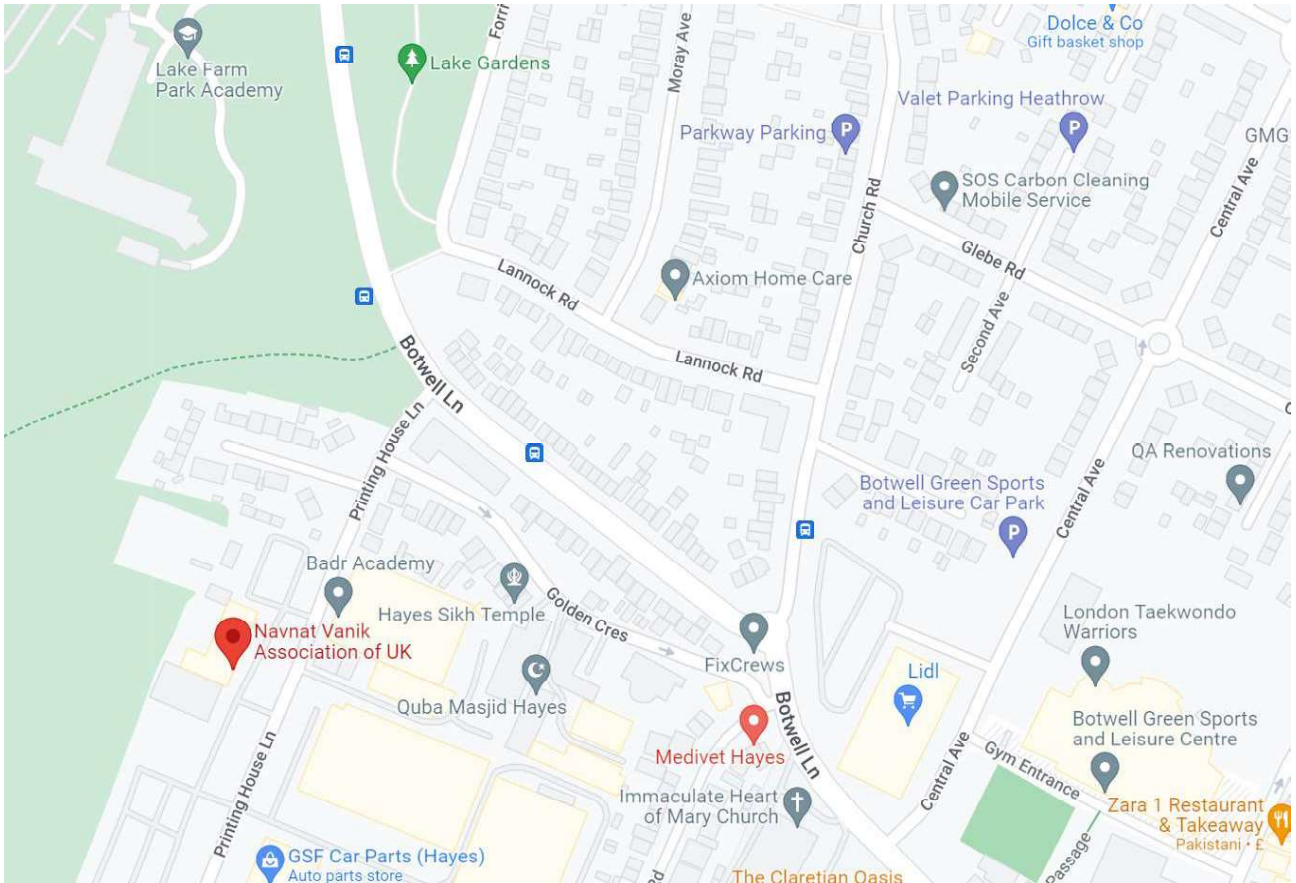 Dolce & Co
Gift basket shop
Lake Farm
Park Academy
Lake Gardens
Forri
Moray Ave
Parkway Parking
P
Valet Parking Heathrow
P
GMG
SOS Carbon Cleaning
Mobile Service
Central Ave
Church Rd
Glebe Rd
Lannock Rd
Axiom Home Care
Second Ave
Botwell Ln
Lannock Rd
Printing House Ln
QA Renovations
Botwell Green Sports
and Leisure Car Park
P
Central Ave
Badr Academy
Hayes Sikh Temple
Golden Cres
London Taekwondo
Warriors
Navnat Vanik
Association of UK
FixCrews
Lidl
Quba Masjid Hayes
Botwell Ln
Botwell Green Sports
and Leisure Centre
Medivet Hayes
Central Ave
Gym Entrance
Printing House Ln
Immaculate Heart
of Mary Church
Zara 1 Restaurant
& Takeaway
Pakistani · £
GSF Car Parts (Hayes)
Auto parts store
Rd
The Claretian Oasis
Passage